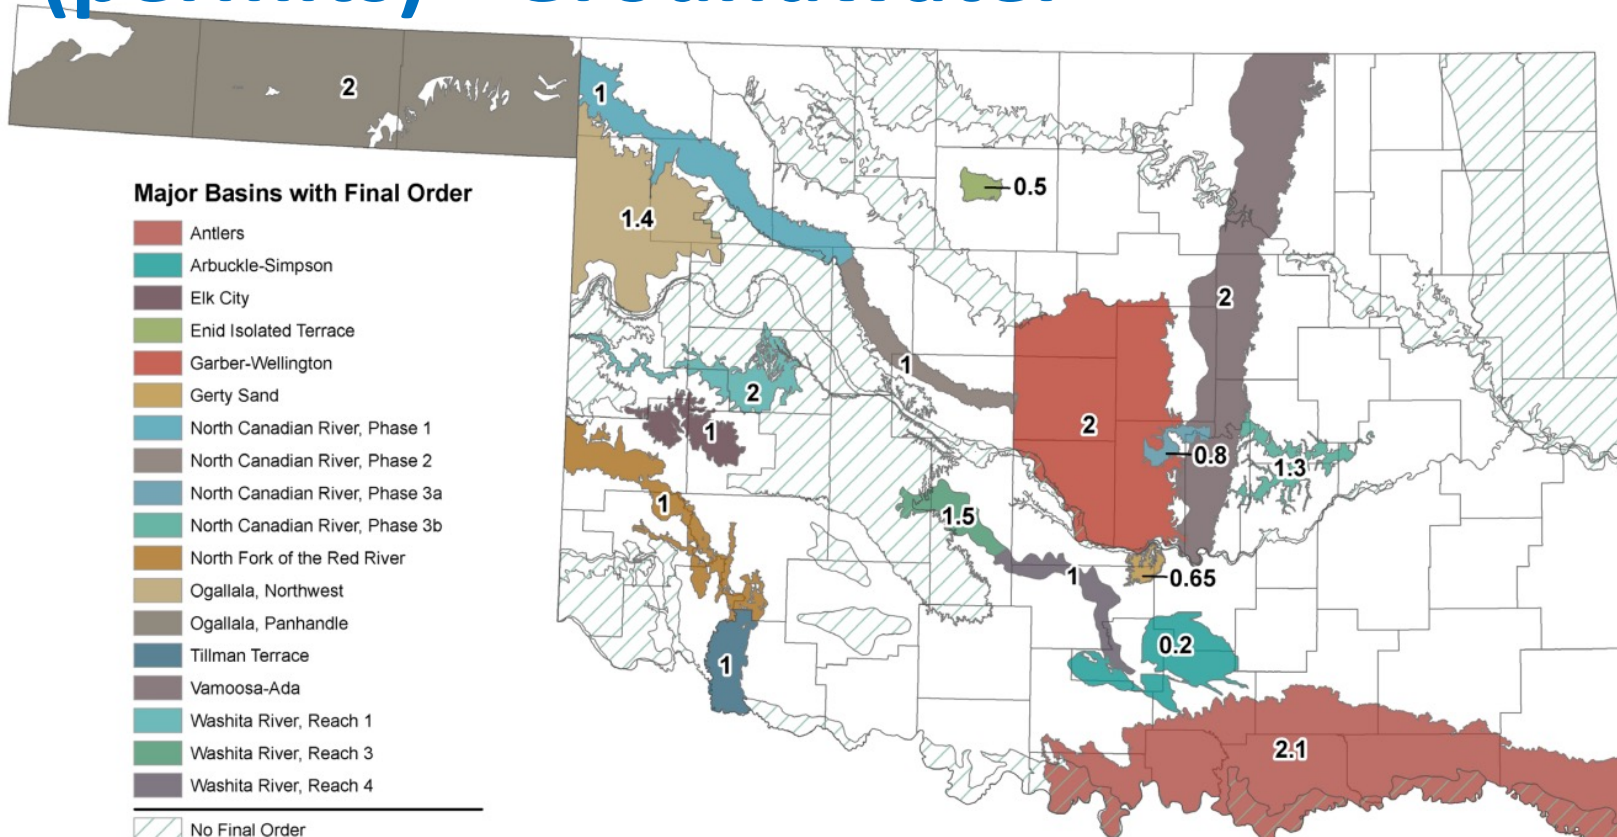 (permits) - Groundwater
2
1
1.4
0.5
Major Basins with Final Order
Antlers
Arbuckle-Simpson
Elk City
Enid Isolated Terrace
Garber-Wellington
Gerty Sand
North Canadian River, Phase 1
North Canadian River, Phase 2
North Canadian River, Phase 3a
North Canadian River, Phase 3b
North Fork of the Red River
Ogallala, Northwest
Ogallala, Panhandle
Tillman Terrace
Vamoosa-Ada
Washita River, Reach 1
Washita River, Reach 3
Washita River, Reach 4
No Final Order
2
1
2
2
1
0.8
1.3
1
1.5
1
0.65
0.2
1
2.1